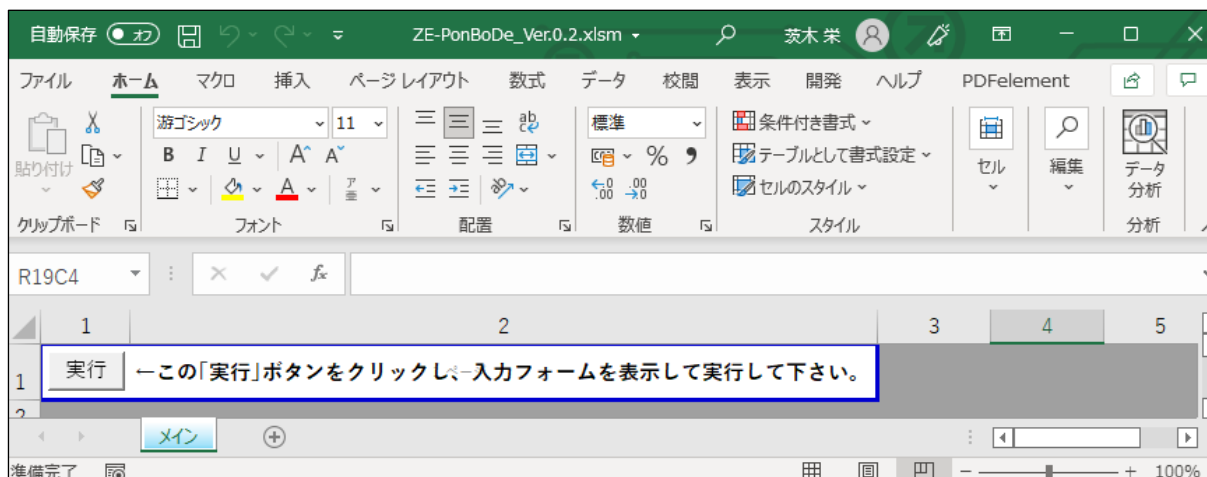 自動保存 オフ ZE-PonBoDe_Ver.0.2.xlsm 茨木 栄
ファイル ホーム マクロ 挿入 ページ レイアウト 数式 データ 校閲 表示 開発 ヘルプ PDFelement
貼り付け 游ゴシック 11 標準 条件付き書式 セル 編集 データ分析
B I U A A % テーブルとして書式設定
A ア亜 セルのスタイル
クリップボード フォント 配置 数値 スタイル 分析
R19C4 fx
1 2 3 4 5
1 実行 ←この「実行」ボタンをクリックし、入力フォームを表示して実行して下さい。
2
メイン
準備完了 100%